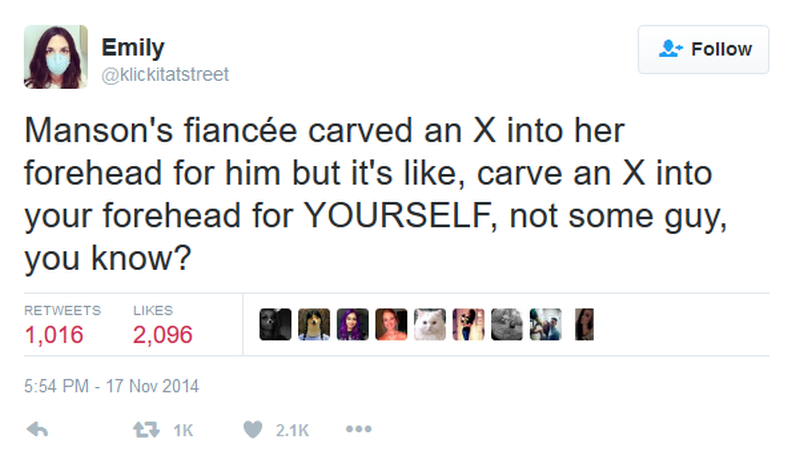 Emily
@klickitatstreet
Follow
Manson's fiancée carved an X into her
forehead for him but it's like, carve an X into
your forehead for YOURSELF, not some guy,
you know?
RETWEETS LIKES
1,016 2,096
5:54 PM - 17 Nov 2014
1K 2.1K